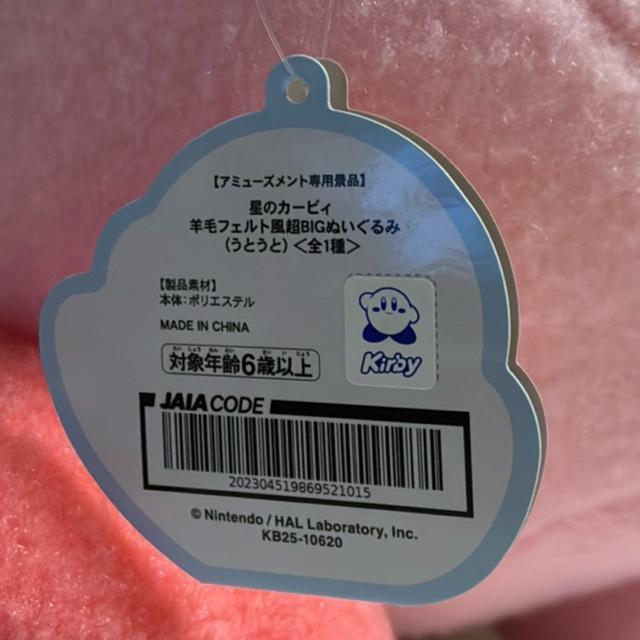 【アミューズメント専用景品】
星のカービィ
羊毛フェルト風超BIGぬいぐるみ
（うとうと）＜全1種＞
【製品素材】
本体：ポリエステル
MADE IN CHINA
対象年齢6歳以上
Kirby
JAIA CODE
202304519869521015
© Nintendo / HAL Laboratory, Inc.
KB25-10620